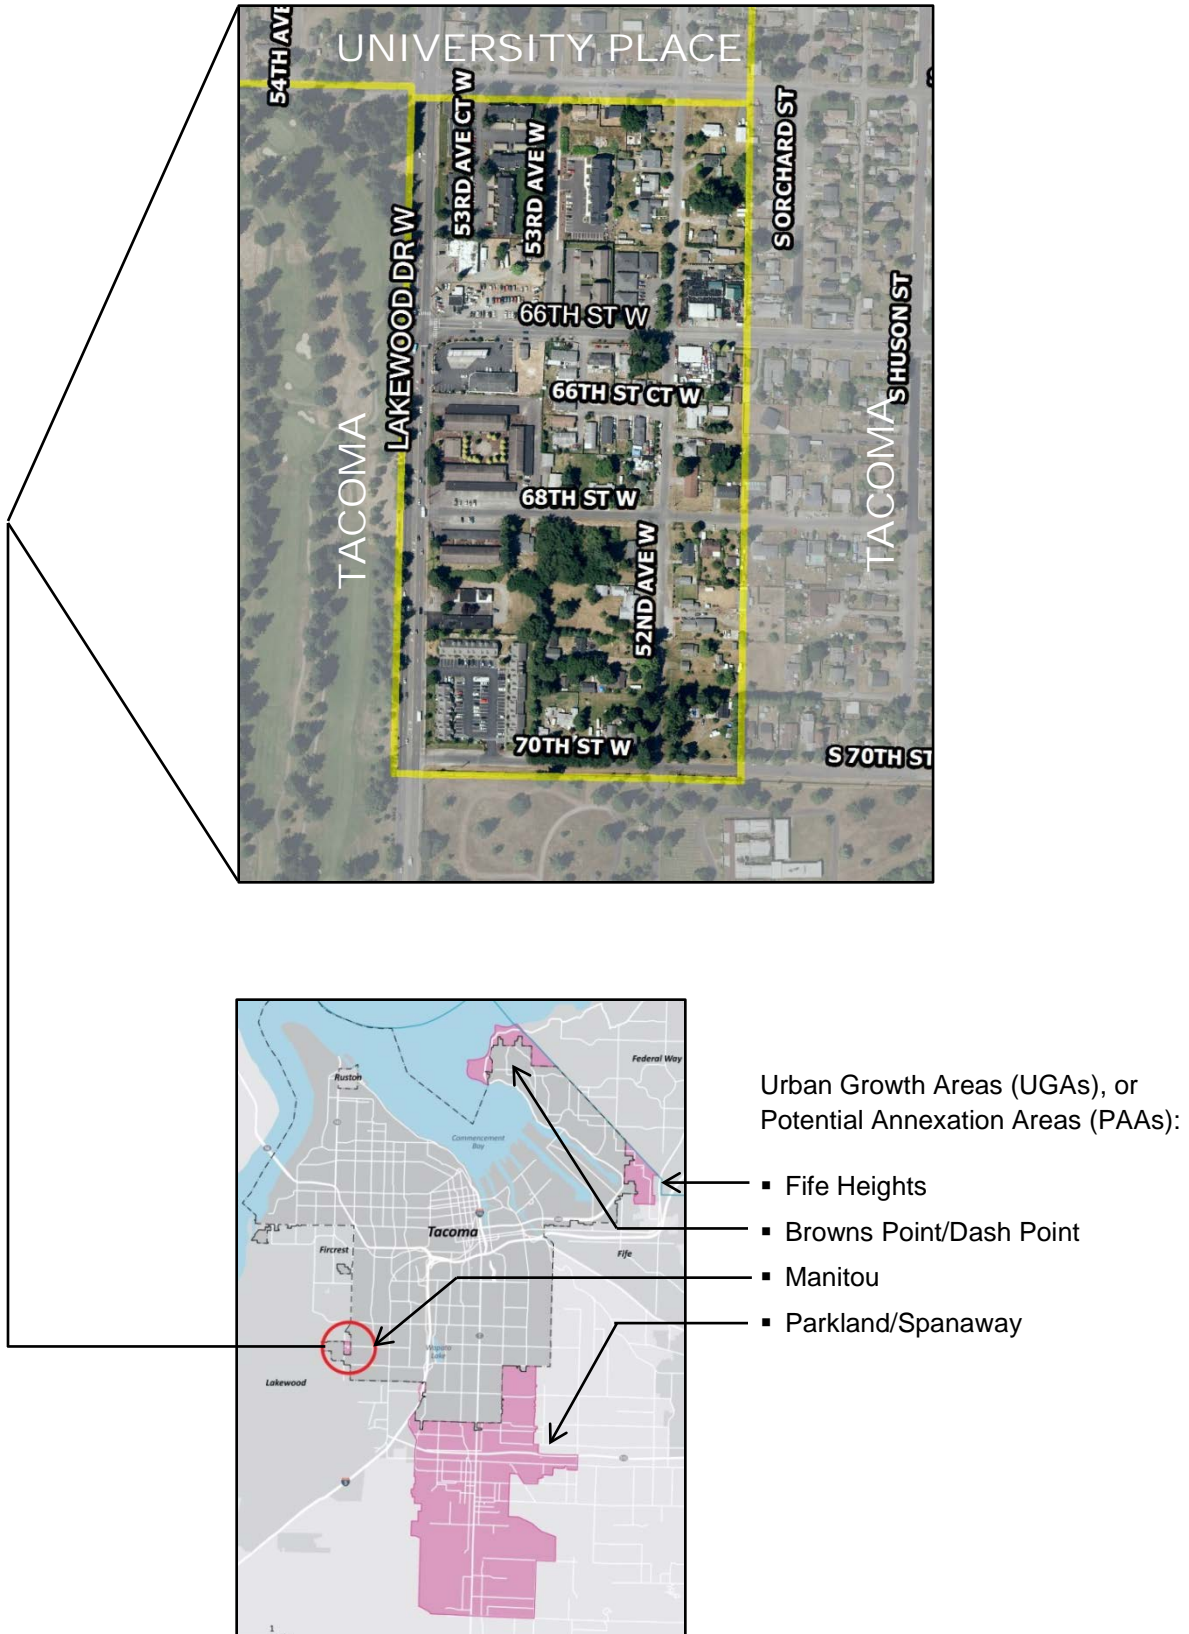 UNIVERSITY PLACE
54TH AVE
53RD AVE CT W
53RD AVE W
S ORCHARD ST
LAKEWOOD DR W
66TH ST W
S HUSON ST
66TH ST CT W
TACOMA
TACOMA
68TH ST W
52ND AVE W
70TH ST W
S 70TH ST
Federal Way
Ruston
Commencement
Bay
Tacoma
Fircrest
Fife
Wapato
Lake
Lakewood
1
Urban Growth Areas (UGAs), or
Potential Annexation Areas (PAAs):
▪ Fife Heights
▪ Browns Point/Dash Point
▪ Manitou
▪ Parkland/Spanaway